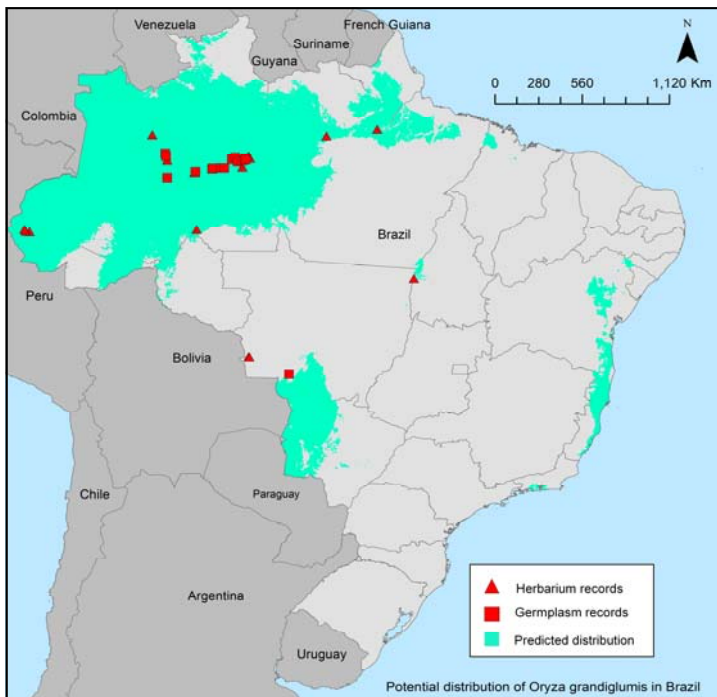 Venezuela
French Guiana
Suriname
Guyana
N
0 280 560 1,120 Km
Colombia
Brazil
Peru
Bolivia
Paraguay
Chile
Argentina
Uruguay
Herbarium records
Germplasm records
Predicted distribution
Potential distribution of Oryza grandiglumis in Brazil